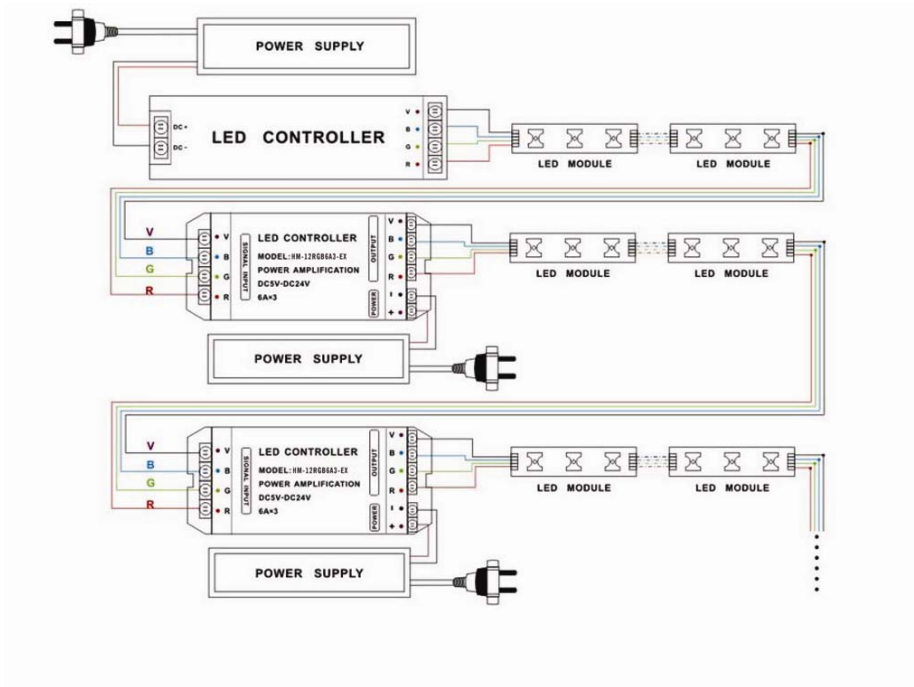 POWER SUPPLY
DC+
DC-
LED CONTROLLER
V
B
G
R
LED MODULE
LED MODULE
V
B
G
R
V
B
G
R
SIGNAL INPUT
LED CONTROLLER
MODEL:HM-12RGB6A3-EX
POWER AMPLIFICATION
DC5V-DC24V
6A×3
OUTPUT
POWER
V
B
G
R
I
+
LED MODULE
LED MODULE
POWER SUPPLY
V
B
G
R
V
B
G
R
SIGNAL INPUT
LED CONTROLLER
MODEL:HM-12RGB6A3-EX
POWER AMPLIFICATION
DC5V-DC24V
6A×3
OUTPUT
POWER
V
B
G
R
I
+
LED MODULE
LED MODULE
POWER SUPPLY